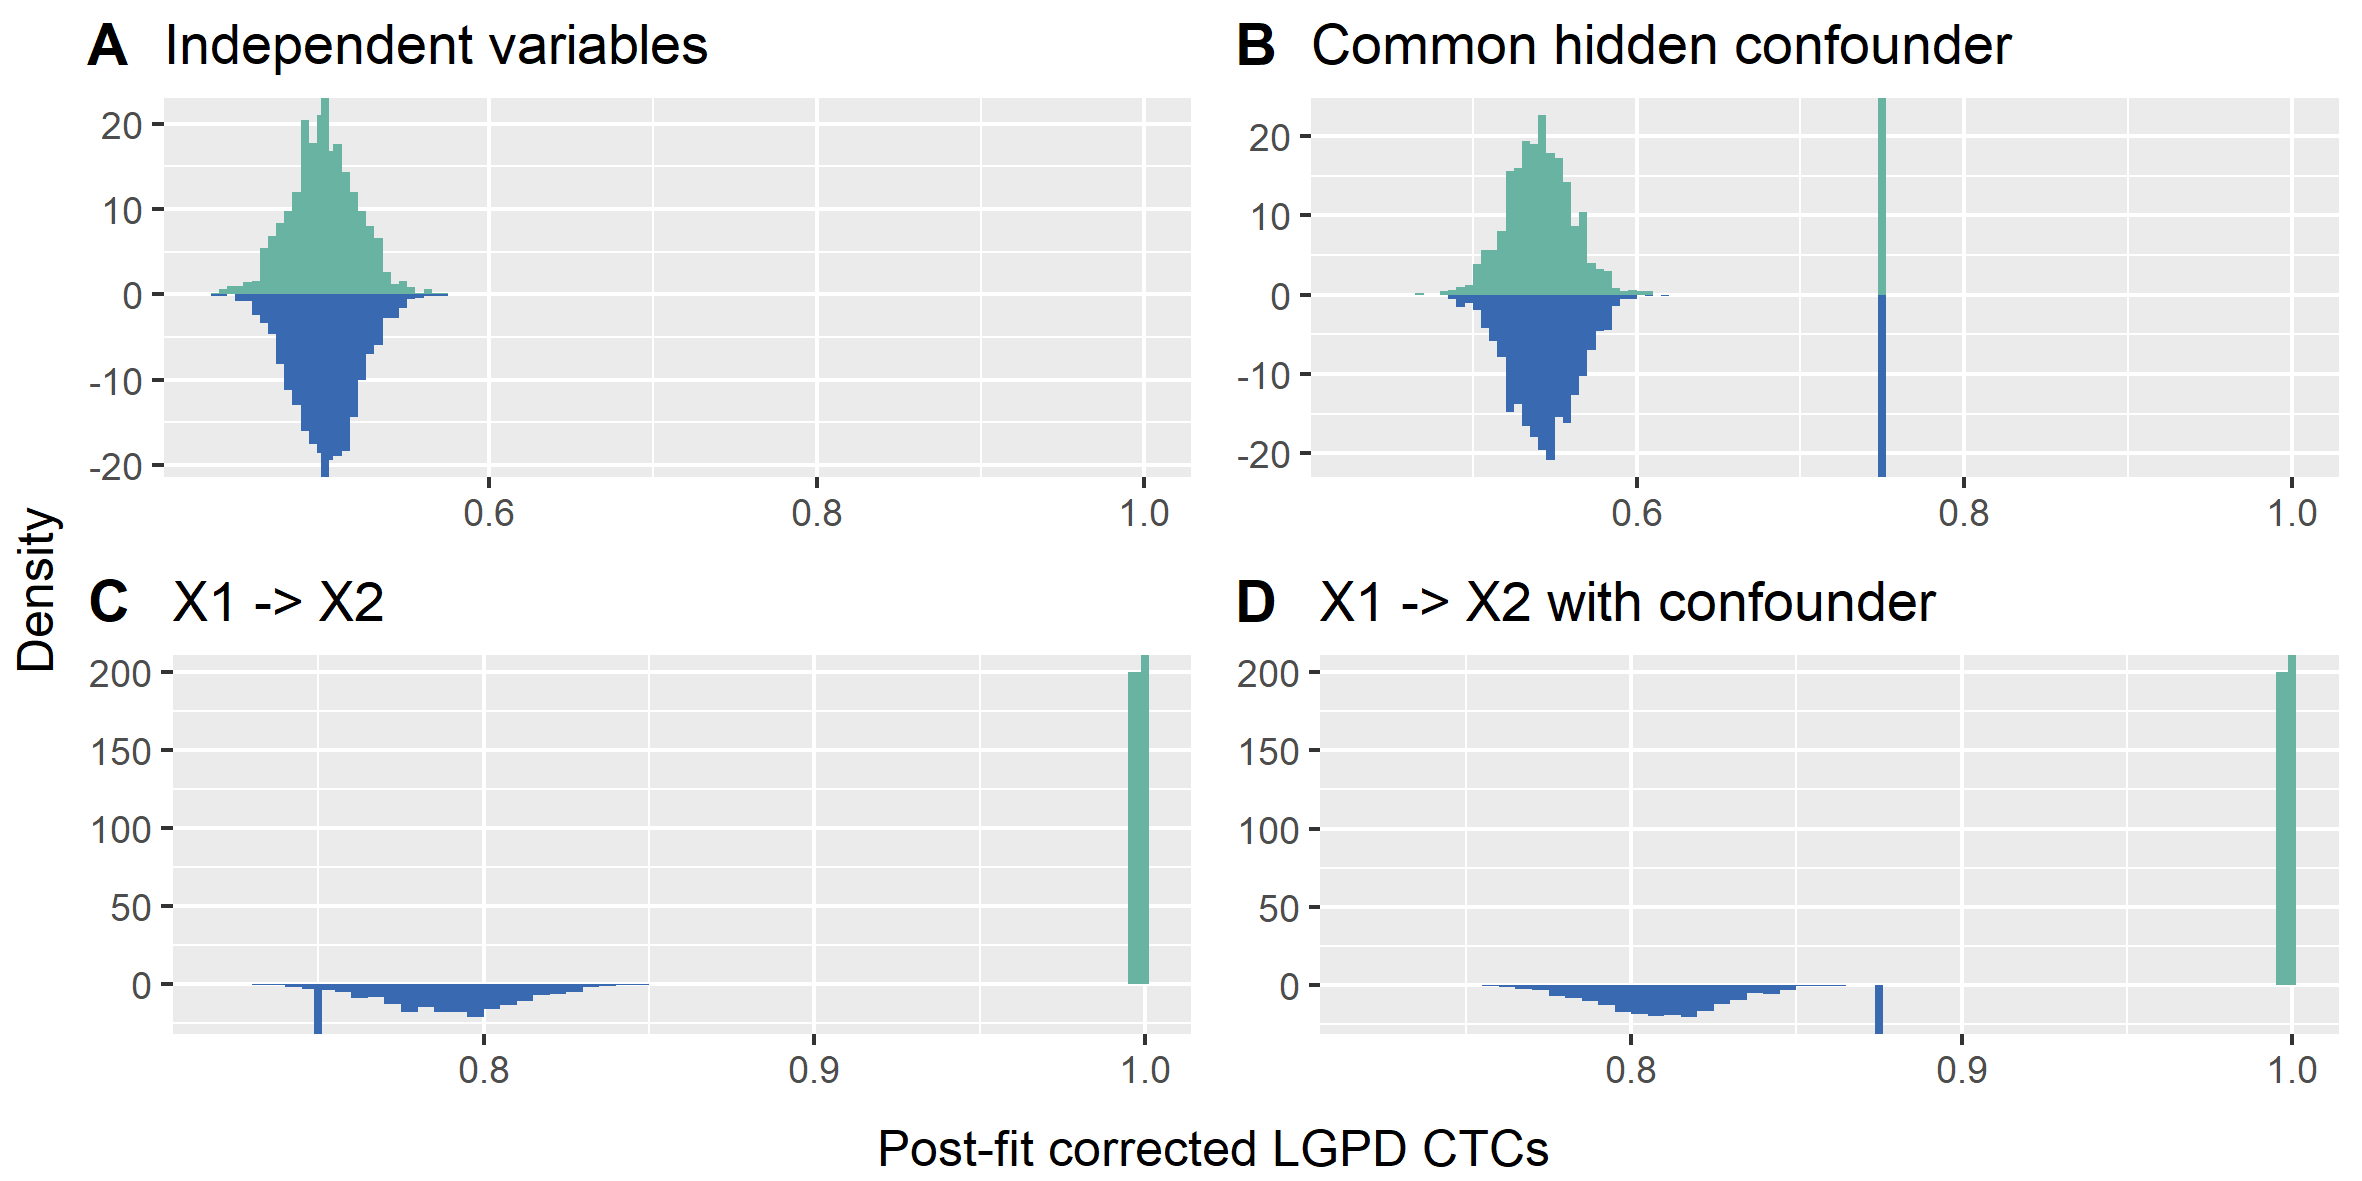 A Independent variables
20
10
0
-10
-20
0.6 0.8 1.0
B Common hidden confounder
20
10
0
-10
-20
0.6 0.8 1.0
Density
C X1 -> X2
200
150
100
50
0
0.8 0.9 1.0
D X1 -> X2 with confounder
200
150
100
50
0
0.8 0.9 1.0
Post-fit corrected LGPD CTCs